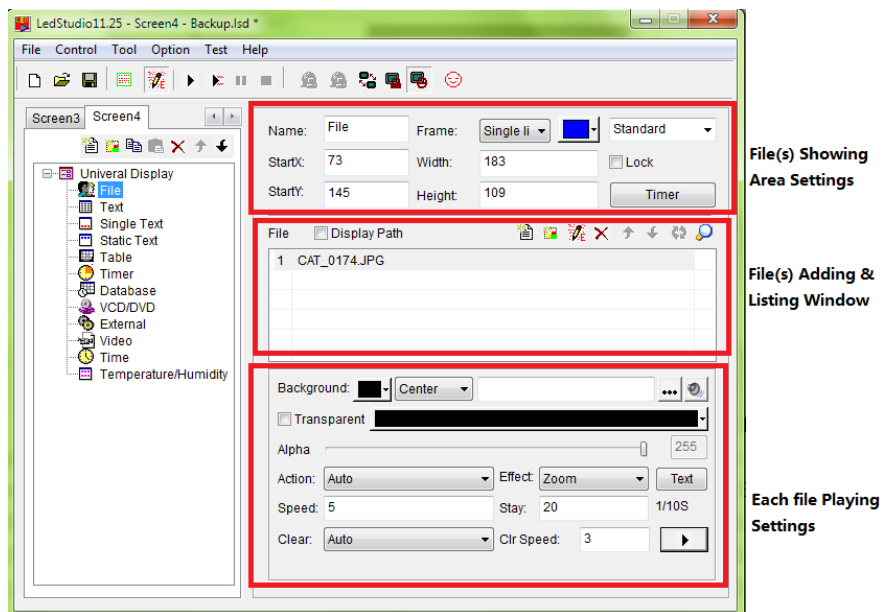 LedStudio11.25 - Screen4 - Backup.lsd *
File Control Tool Option Test Help
Screen3 Screen4
Univeral Display
File
Text
Single Text
Static Text
Table
Timer
Database
VCD/DVD
External
Video
Time
Temperature/Humidity
Name: File Frame: Single li Standard
StartX: 73 Width: 183 Lock
StartY: 145 Height: 109 Timer
File Display Path
1 CAT_0174.JPG
Background: Center ...
Transparent
Alpha 255
Action: Auto Effect: Zoom Text
Speed: 5 Stay: 20 1/10S
Clear: Auto Clr Speed: 3
File(s) Showing
Area Settings
File(s) Adding &
Listing Window
Each file Playing
Settings